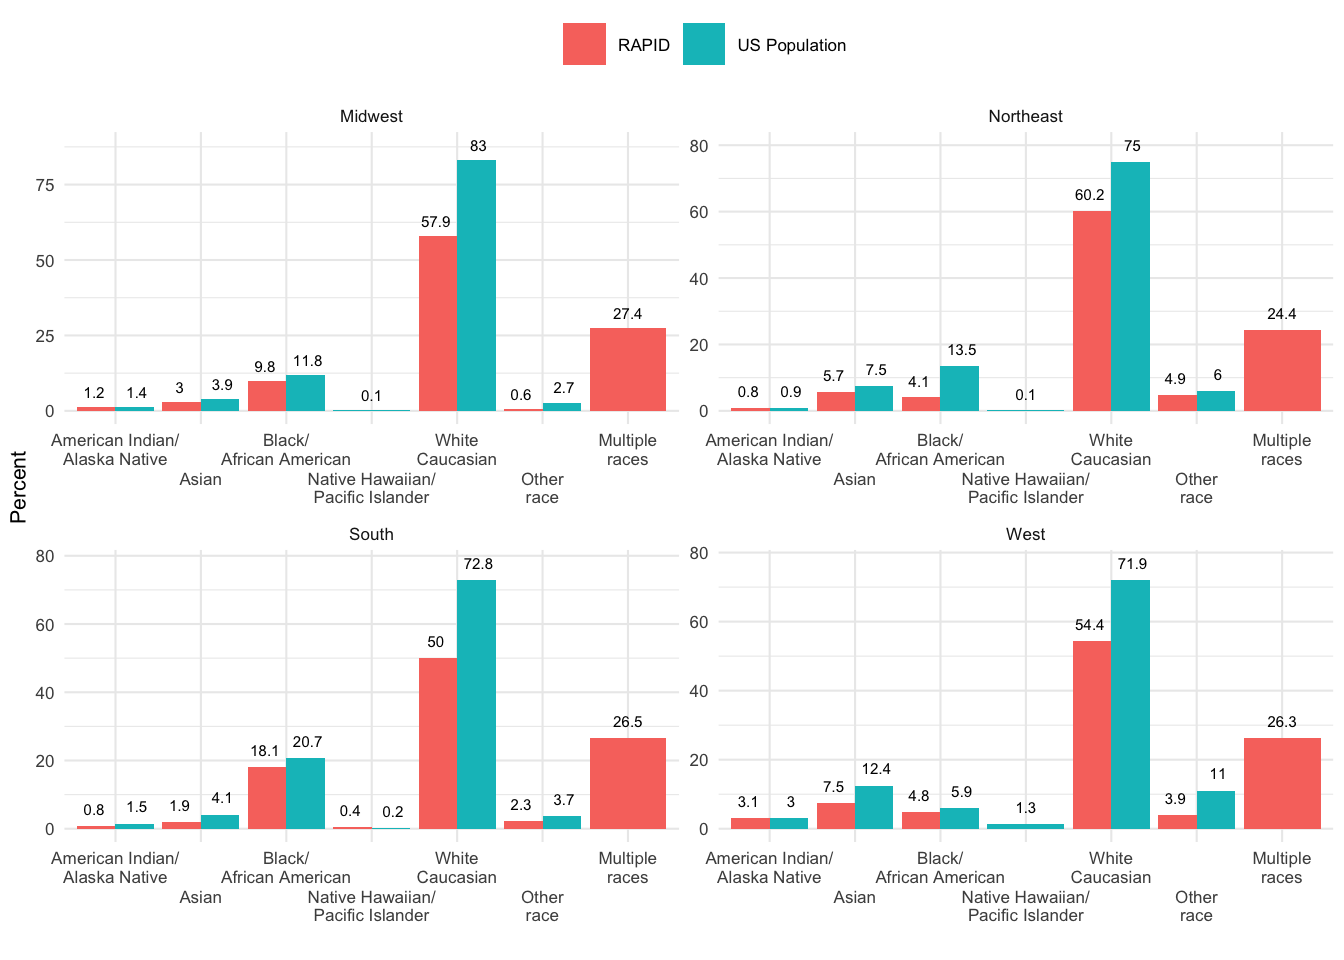 RAPID US Population
Midwest
83
75
57.9
50
27.4
25
9.8 11.8
1.2 1.4 3 3.9 0.1 0.6 2.7
0
American Indian/ Black/ White Multiple
Alaska Native African American Caucasian races
Asian Native Hawaiian/ Other
Pacific Islander race
Northeast
80
75
60.2
60
40
24.4
20
13.5
0.8 0.9 5.7 7.5 4.1 0.1 4.9 6
0
American Indian/ Black/ White Multiple
Alaska Native African American Caucasian races
Asian Native Hawaiian/ Other
Pacific Islander race
Percent
South
80
72.8
60
50
40
26.5
18.1 20.7
20
0.8 1.5 1.9 4.1 0.4 0.2 2.3 3.7
0
American Indian/ Black/ White Multiple
Alaska Native African American Caucasian races
Asian Native Hawaiian/ Other
Pacific Islander race
West
80
71.9
60
54.4
40
26.3
20
3.1 3 7.5 12.4 4.8 5.9 1.3 3.9 11
0
American Indian/ Black/ White Multiple
Alaska Native African American Caucasian races
Asian Native Hawaiian/ Other
Pacific Islander race